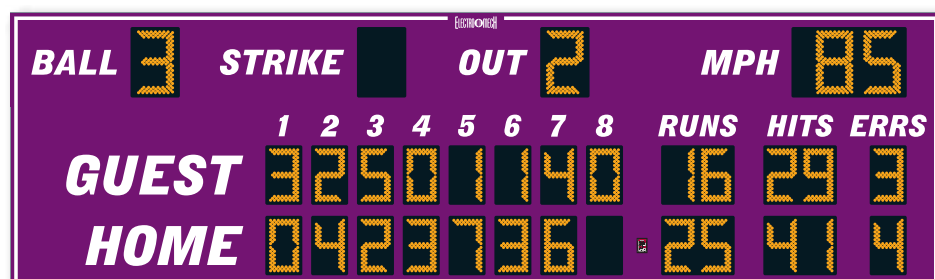 ELECTRO-MECH
BALL 3 STRIKE OUT 2 MPH 85
1 2 3 4 5 6 7 8 RUNS HITS ERRS
GUEST 3 2 5 0 1 1 4 0 16 29 3
HOME 0 4 2 3 7 3 6 25 41 4